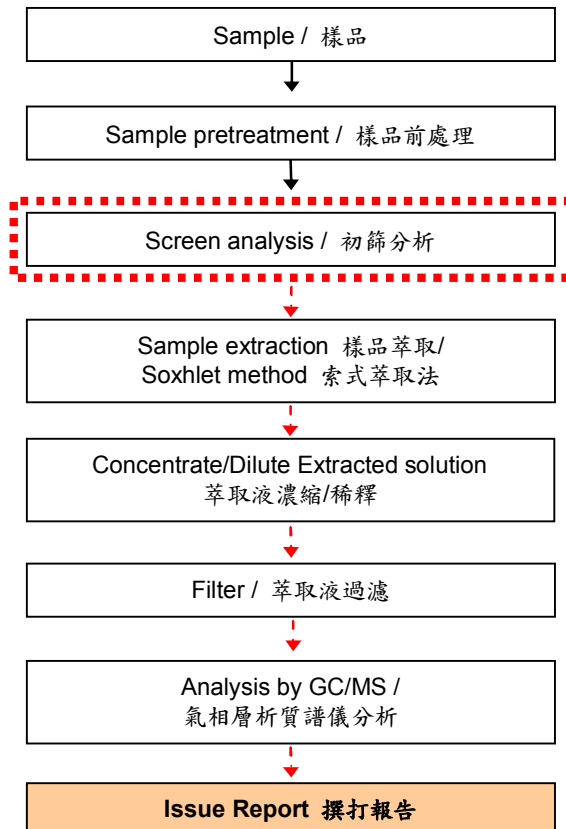 Sample / 樣品
Sample pretreatment / 樣品前處理
Screen analysis / 初篩分析
Sample extraction 樣品萃取/
Soxhlet method 索式萃取法
Concentrate/Dilute Extracted solution
萃取液濃縮/稀釋
Filter / 萃取液過濾
Analysis by GC/MS /
氣相層析質譜儀分析
Issue Report 撰打報告